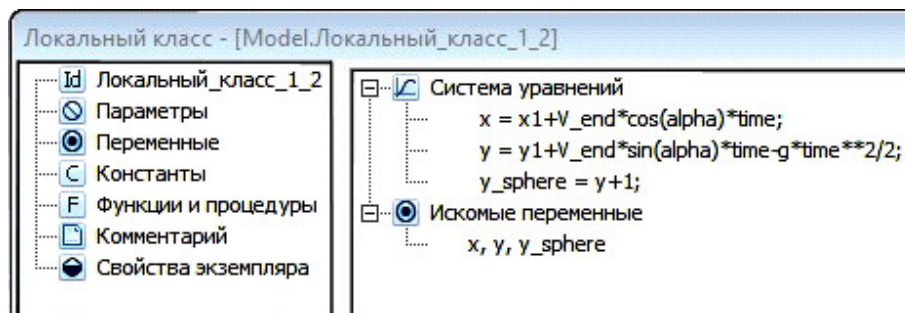 Локальный класс - [Model.Локальный_класс_1_2]
Локальный_класс_1_2
Параметры
Переменные
C Константы
F Функции и процедуры
Комментарий
Свойства экземпляра
Система уравнений
x = x1+V_end*cos(alpha)*time;
y = y1+V_end*sin(alpha)*time-g*time**2/2;
y_sphere = y+1;
Искомые переменные
x, y, y_sphere